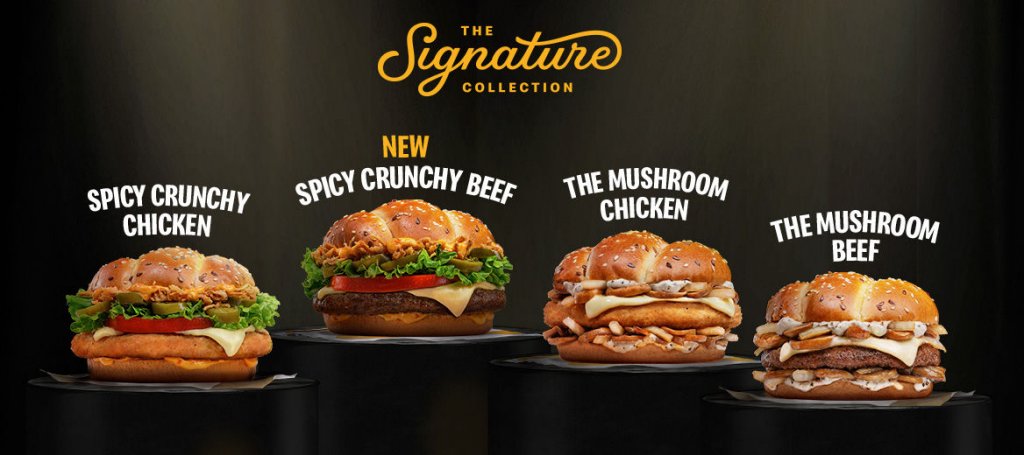 THE
Signature
COLLECTION
SPICY CRUNCHY
CHICKEN
NEW
SPICY CRUNCHY BEEF
THE MUSHROOM
CHICKEN
THE MUSHROOM
BEEF